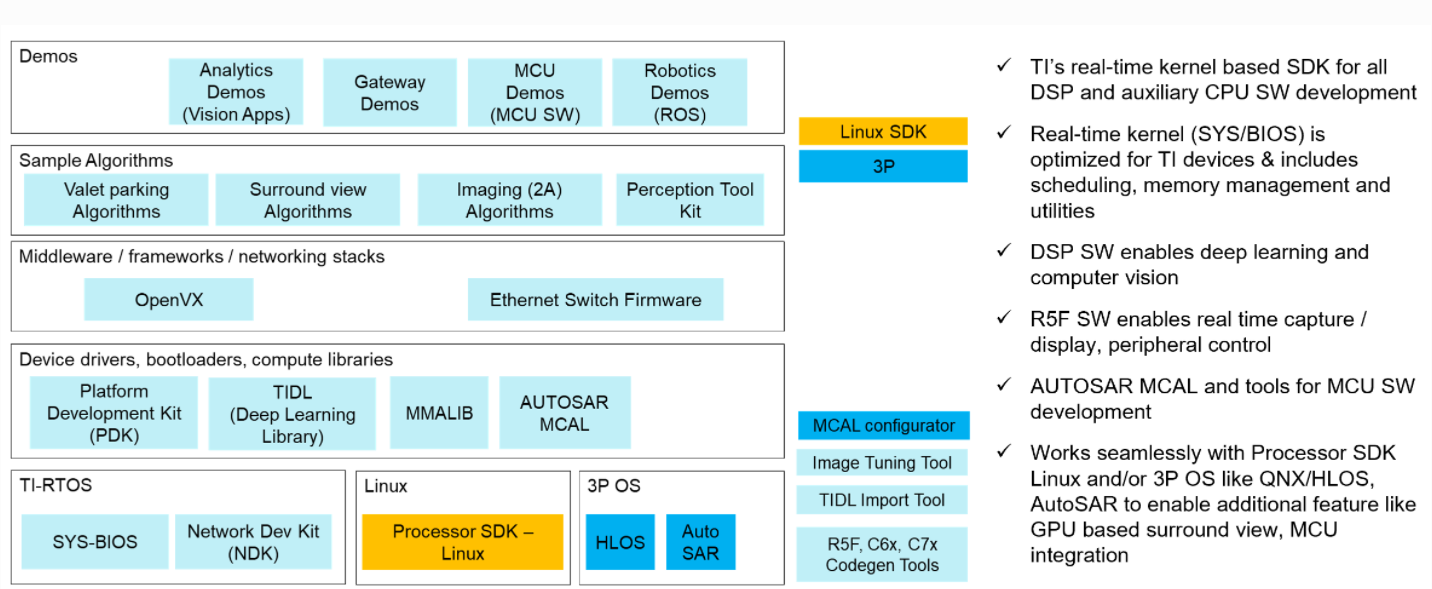 Demos
Analytics
Demos
(Vision Apps)
Gateway
Demos
MCU
Demos
(MCU SW)
Robotics
Demos
(ROS)
Sample Algorithms
Valet parking
Algorithms
Surround view
Algorithms
Imaging (2A)
Algorithms
Perception Tool
Kit
Middleware / frameworks / networking stacks
OpenVX
Ethernet Switch Firmware
Device drivers, bootloaders, compute libraries
Platform
Development Kit
(PDK)
TIDL
(Deep Learning
Library)
MMALIB
AUTOSAR
MCAL
TI-RTOS
SYS-BIOS
Network Dev Kit
(NDK)
Linux
Processor SDK –
Linux
3P OS
HLOS
Auto
SAR
Linux SDK
3P
MCAL configurator
Image Tuning Tool
TIDL Import Tool
R5F, C6x, C7x
Codegen Tools
✓ TI's real-time kernel based SDK for all
DSP and auxiliary CPU SW development
✓ Real-time kernel (SYS/BIOS) is
optimized for TI devices & includes
scheduling, memory management and
utilities
✓ DSP SW enables deep learning and
computer vision
✓ R5F SW enables real time capture /
display, peripheral control
✓ AUTOSAR MCAL and tools for MCU SW
development
✓ Works seamlessly with Processor SDK
Linux and/or 3P OS like QNX/HLOS,
AutoSAR to enable additional feature like
GPU based surround view, MCU
integration